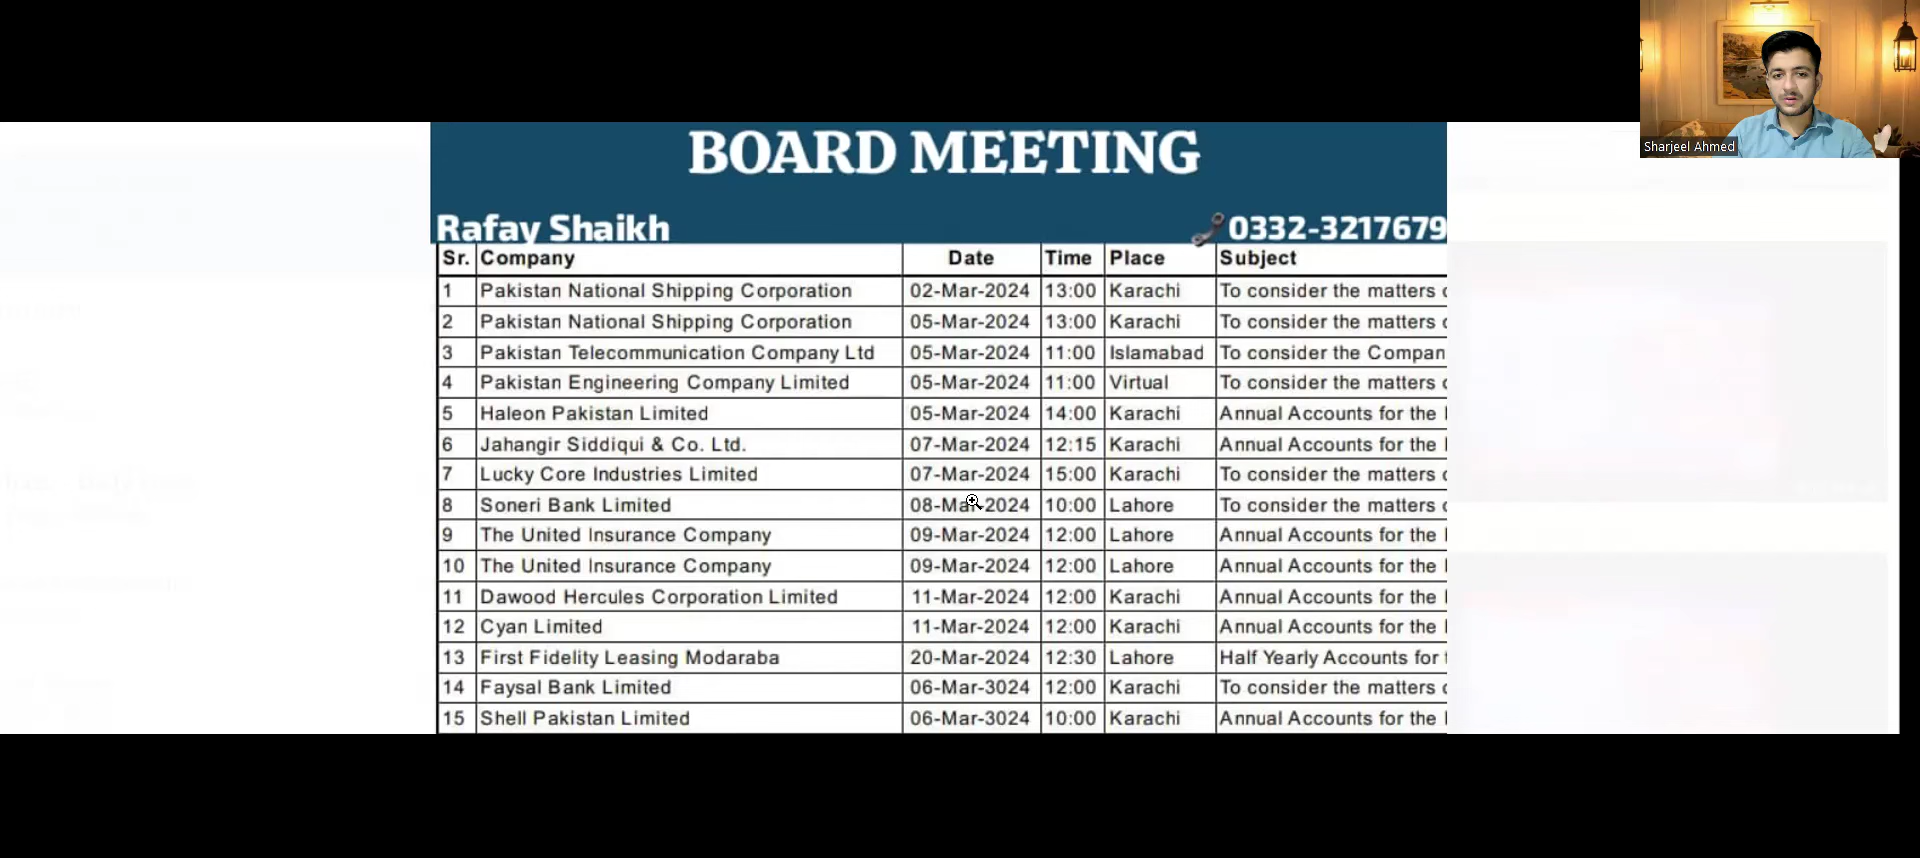 BOARD MEETING
Rafay Shaikh 0332-3217679
Sr. Company Date Time Place Subject
1 Pakistan National Shipping Corporation 02-Mar-2024 13:00 Karachi To consider the matters
2 Pakistan National Shipping Corporation 05-Mar-2024 13:00 Karachi To consider the matters
3 Pakistan Telecommunication Company Ltd 05-Mar-2024 11:00 Islamabad To consider the Compan
4 Pakistan Engineering Company Limited 05-Mar-2024 11:00 Virtual To consider the matters
5 Haleon Pakistan Limited 05-Mar-2024 14:00 Karachi Annual Accounts for the
6 Jahangir Siddiqui & Co. Ltd. 07-Mar-2024 12:15 Karachi Annual Accounts for the
7 Lucky Core Industries Limited 07-Mar-2024 15:00 Karachi To consider the matters
8 Soneri Bank Limited 08-Mar-2024 10:00 Lahore To consider the matters
9 The United Insurance Company 09-Mar-2024 12:00 Lahore Annual Accounts for the
10 The United Insurance Company 09-Mar-2024 12:00 Lahore Annual Accounts for the
11 Dawood Hercules Corporation Limited 11-Mar-2024 12:00 Karachi Annual Accounts for the
12 Cyan Limited 11-Mar-2024 12:00 Karachi Annual Accounts for the
13 First Fidelity Leasing Modaraba 20-Mar-2024 12:30 Lahore Half Yearly Accounts for
14 Faysal Bank Limited 06-Mar-3024 12:00 Karachi To consider the matters
15 Shell Pakistan Limited 06-Mar-3024 10:00 Karachi Annual Accounts for the
Sharjeel Ahmed